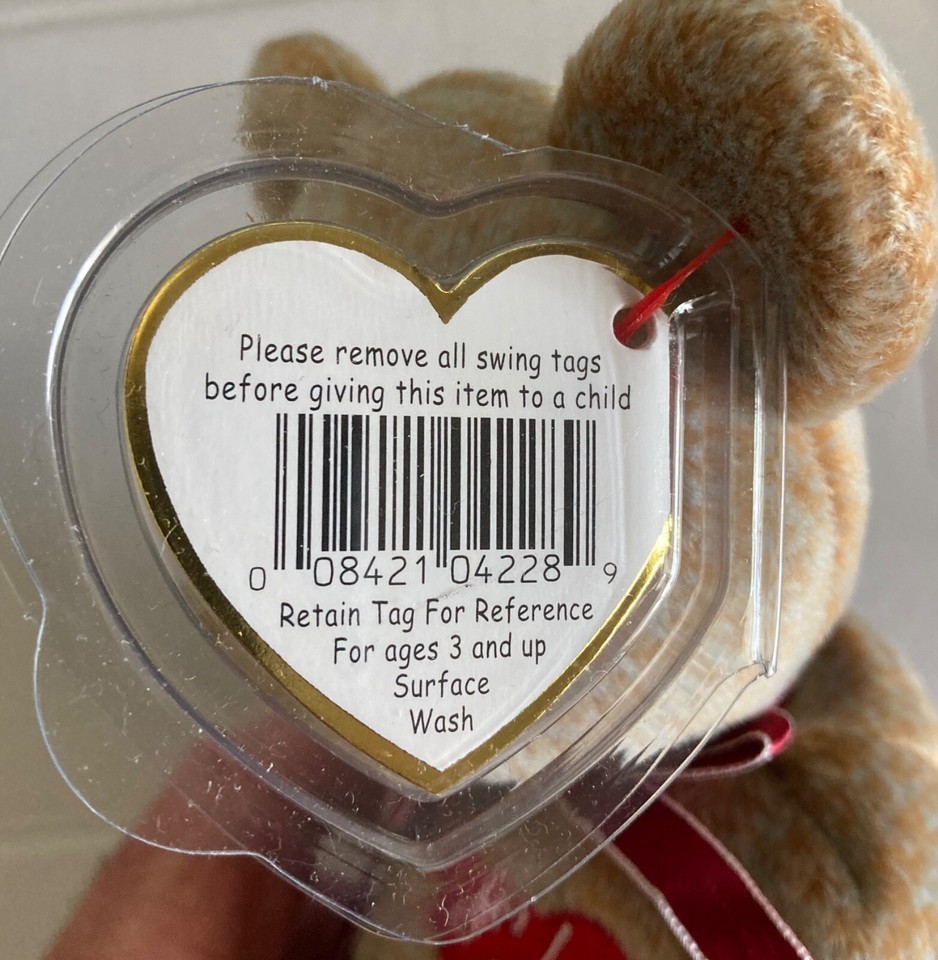 Please remove all swing tags
before giving this item to a child
0 08421 04228 9
Retain Tag For Reference
For ages 3 and up
Surface
Wash